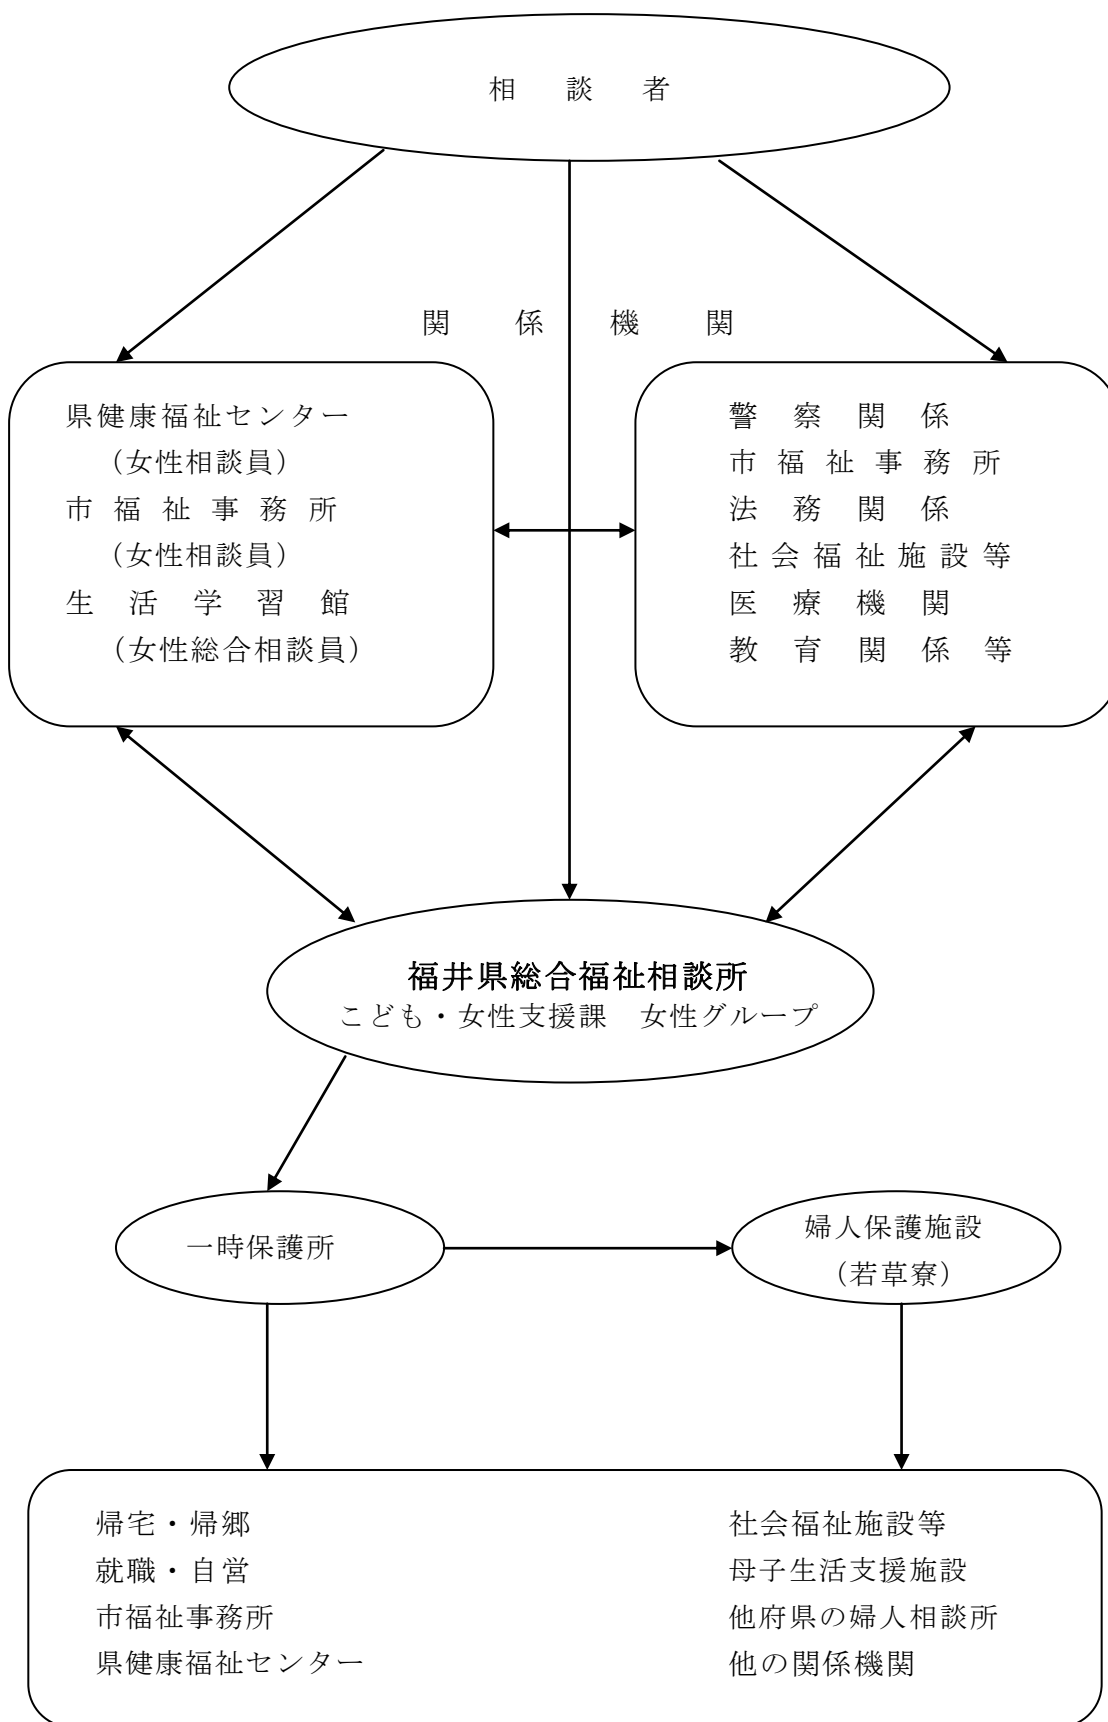 相談者
関係機関
県健康福祉センター
（女性相談員）
市福祉事務所
（女性相談員）
生活学習館
（女性総合相談員）
警察関係
市福祉事務所
法務関係
社会福祉施設等
医療機関
教育関係等
福井県総合福祉相談所
こども・女性支援課　女性グループ
一時保護所
婦人保護施設
（若草寮）
帰宅・帰郷
就職・自営
市福祉事務所
県健康福祉センター
社会福祉施設等
母子生活支援施設
他府県の婦人相談所
他の関係機関